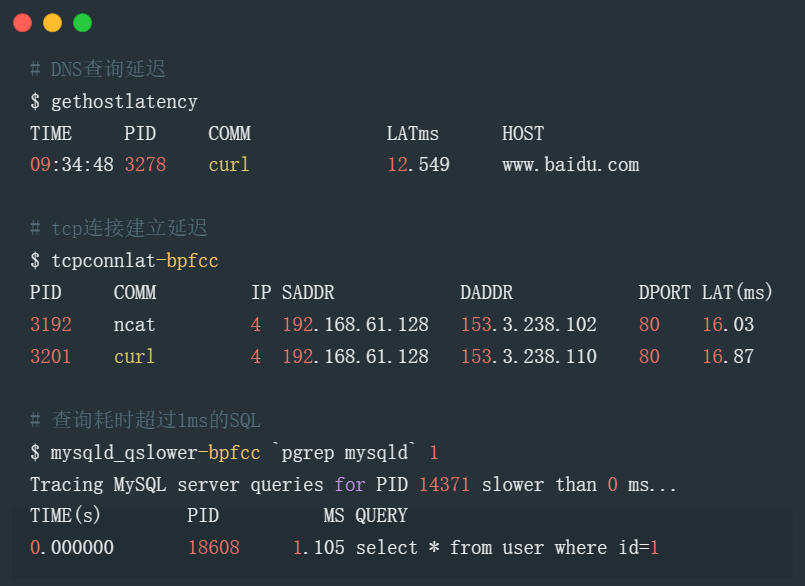 # DNS查询延迟
$ gethostlatency
TIME PID COMM LATms HOST
09:34:48 3278 curl 12.549 www.baidu.com
# tcp连接建立延迟
$ tcpconnlat-bpfcc
PID COMM IP SADDR DADDR DPORT LAT(ms)
3192 ncat 4 192.168.61.128 153.3.238.102 80 16.03
3201 curl 4 192.168.61.128 153.3.238.110 80 16.87
# 查询耗时超过1ms的SQL
$ mysqld_qslower-bpfcc `pgrep mysqld` 1
Tracing MySQL server queries for PID 14371 slower than 0 ms...
TIME(s) PID MS QUERY
0.000000 18608 1.105 select * from user where id=1